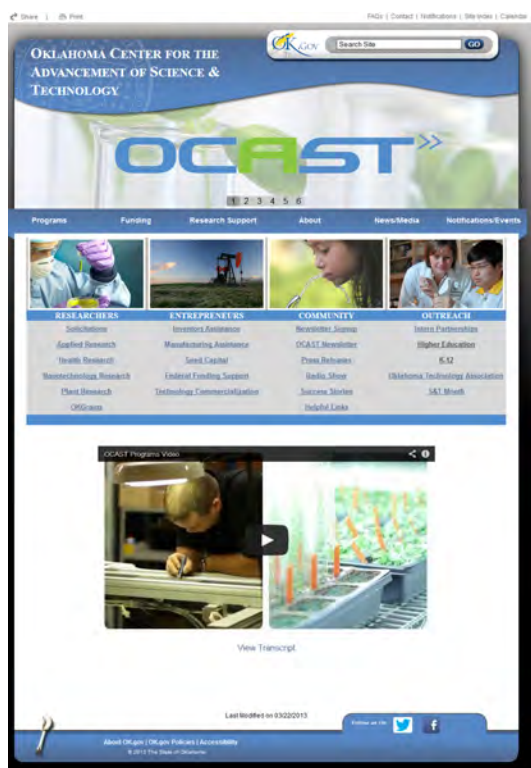 Share | Print
FAQs | Contact | Notifications | Site Index | Calendar
OK.GOV
Search Site
GO
OKLAHOMA CENTER FOR THE
ADVANCEMENT OF SCIENCE &
TECHNOLOGY
OCAST
1 2 3 4 5 6
Programs Funding Research Support About News/Media Notifications/Events
RESEARCHERS ENTREPRENEURS COMMUNITY OUTREACH
Solicitations Inventors Assistance Newsletter Signup Intern Partnerships
Applied Research Manufacturing Assistance OCAST Newsletter Higher Education
Health Research Seed Capital Press Releases K-12
Nanotechnology Research Federal Funding Support Radio Show Oklahoma Technology Association
Plant Research Technology Commercialization Success Stories S&T Month
OKGrants Helpful Links
OCAST Programs Video
View Transcript
Last Modified on 03/22/2013
Follow us On:
About OK.gov | OK.gov Policies | Accessibility
© 2013 The State of Oklahoma